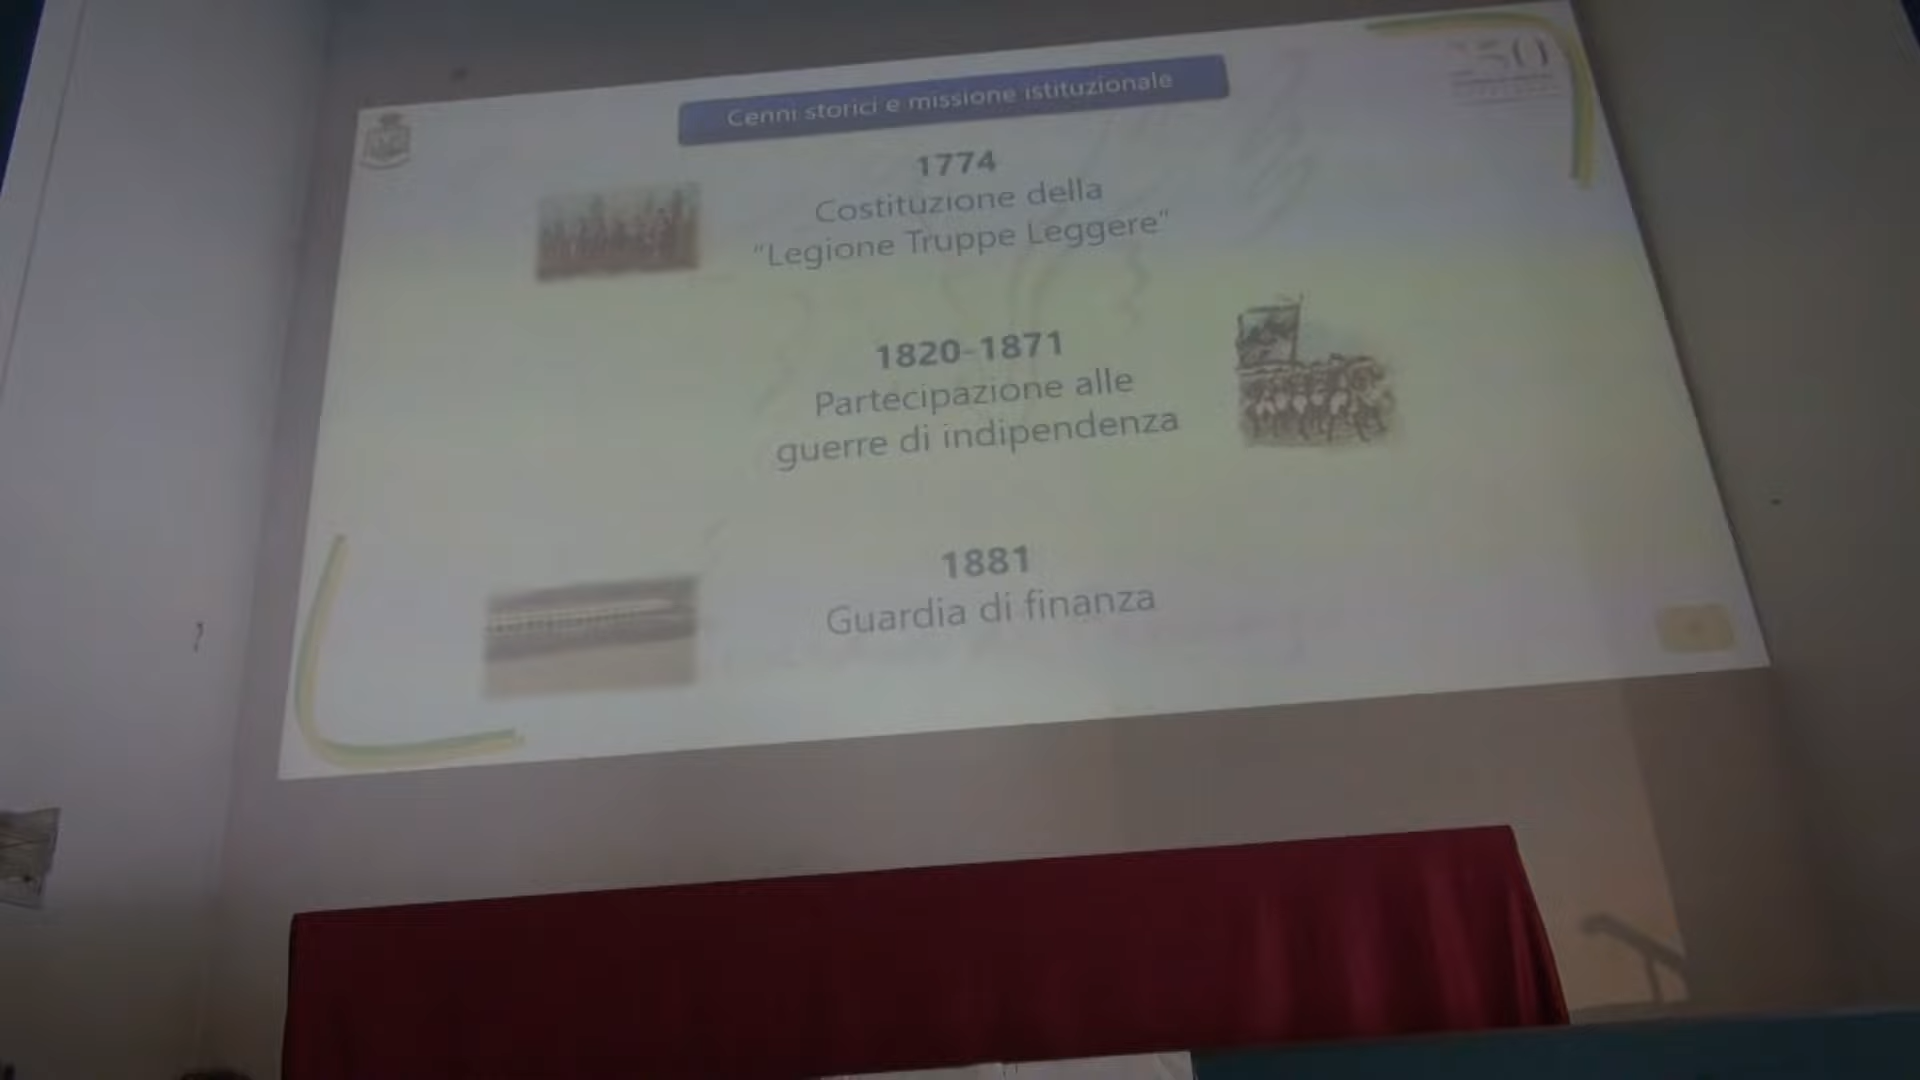 Cenni storici e missione istituzionale
1774
Costituzione della
"Legione Truppe Leggere"
1820-1871
Partecipazione alle
guerre di indipendenza
1881
Guardia di finanza